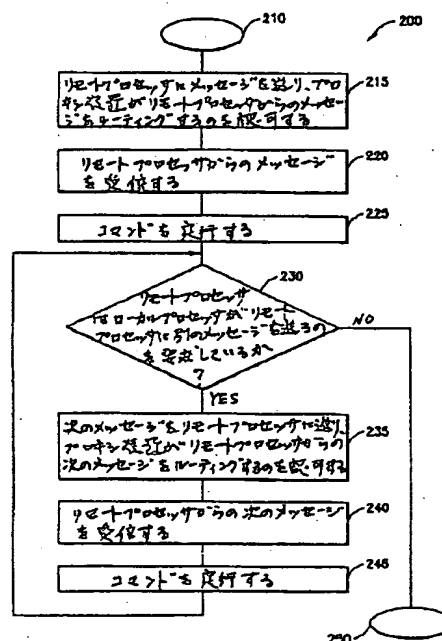 210
200
リモートプロセッサにメッセージを送り、プロ
キシ装置がリモートプロセッサからのメッセー
ジをルーティングするのを認可する
215
リモートプロセッサからのメッセージ
を受信する
220
コマンドを実行する
225
230
リモートプロセッサ
はローカルプロセッサがリモート
プロセッサに別のメッセージを送るの
を要求しているか
?
NO
YES
次のメッセージをリモートプロセッサに送り、
プロキシ装置がリモートプロセッサからの
次のメッセージをルーティングするのを認可する
235
リモートプロセッサからの次のメッセージ
を受信する
240
コマンドを実行する
245
250